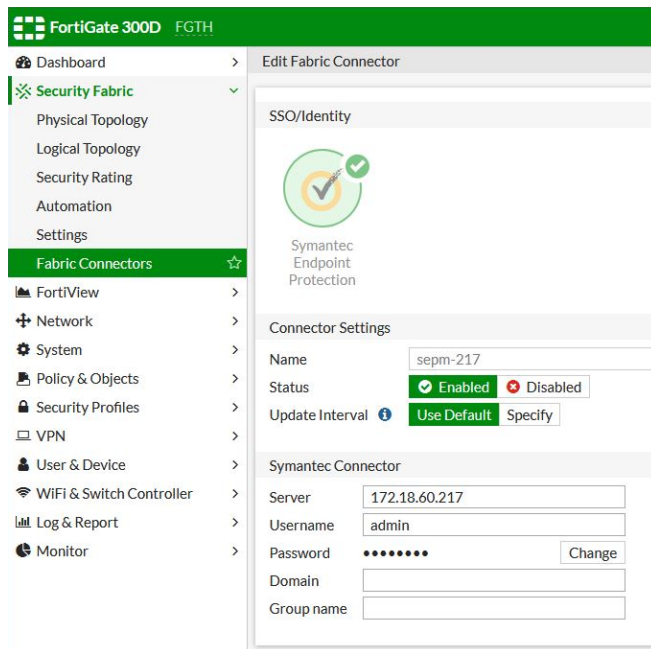 FortiGate 300D FGTH
Dashboard
Security Fabric
Physical Topology
Logical Topology
Security Rating
Automation
Settings
Fabric Connectors
FortiView
Network
System
Policy & Objects
Security Profiles
VPN
User & Device
WiFi & Switch Controller
Log & Report
Monitor
Edit Fabric Connector
SSO/Identity
Symantec
Endpoint
Protection
Connector Settings
Name sepm-217
Status Enabled Disabled
Update Interval Use Default Specify
Symantec Connector
Server 172.18.60.217
Username admin
Password •••••••• Change
Domain
Group name